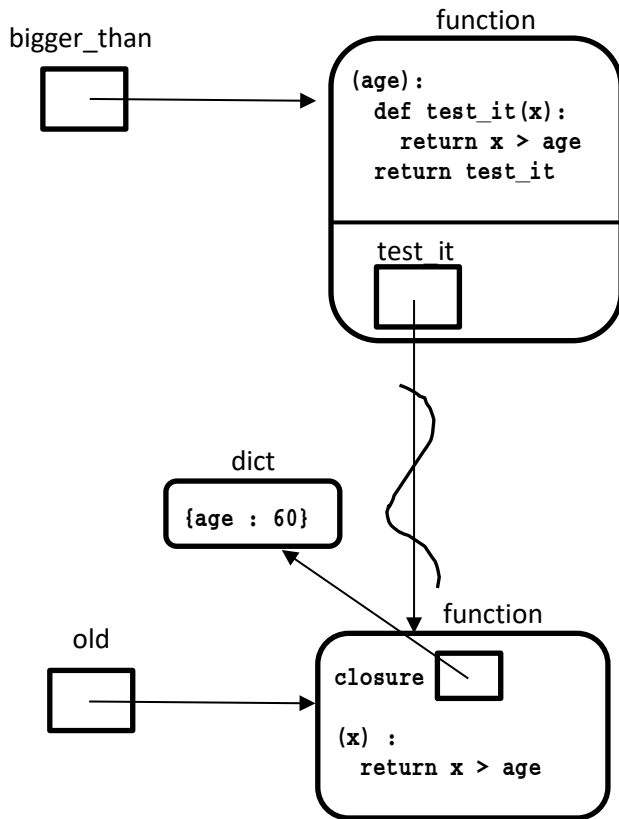 function
bigger_than
(age):
def test_it(x):
return x > age
return test_it
test_it
dict
{age : 60}
function
old
closure
(x) :
return x > age